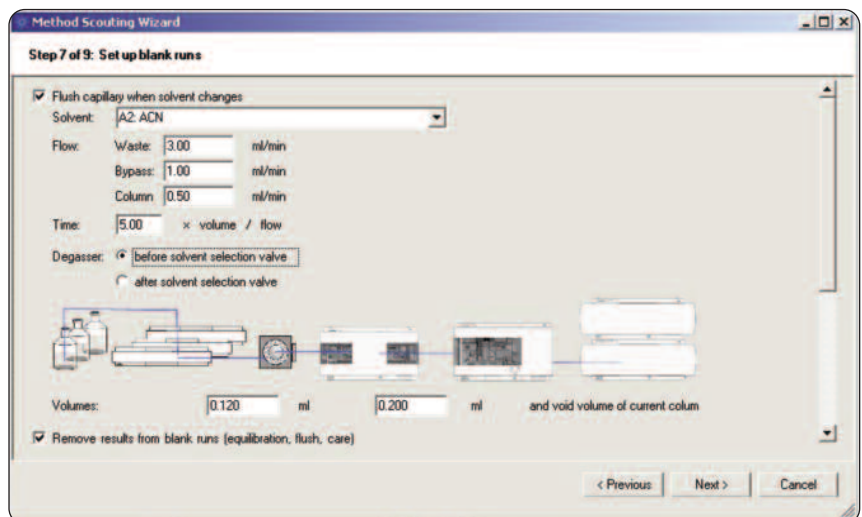 Method Scouting Wizard
Step 7 of 9: Set up blank runs
Flush capillary when solvent changes
Solvent: A2: ACN
Flow: Waste: 3.00 ml/min
Bypass: 1.00 ml/min
Column 0.50 ml/min
Time: 5.00 × volume / flow
Degasser: before solvent selection valve
after solvent selection valve
Volumes: 0.120 ml 0.200 ml and void volume of current colum
Remove results from blank runs (equilibration, flush, care)
< Previous Next > Cancel